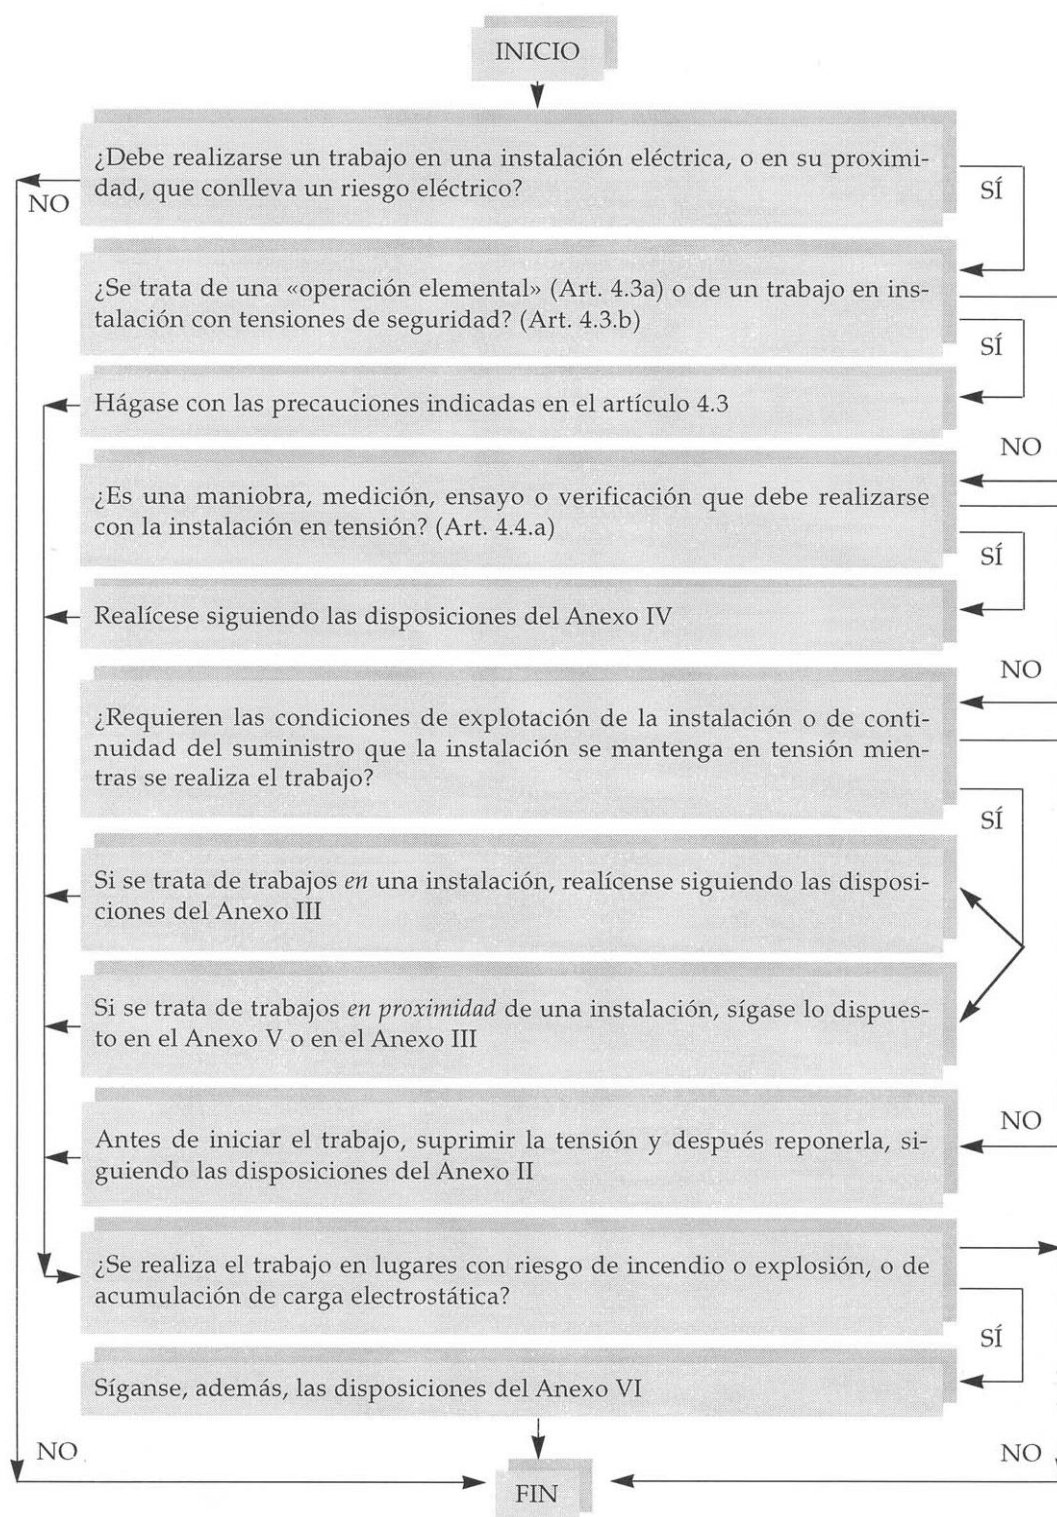 INICIO
¿Debe realizarse un trabajo en una instalación eléctrica, o en su proximi-
dad, que conlleva un riesgo eléctrico?
NO
SÍ
¿Se trata de una «operación elemental» (Art. 4.3a) o de un trabajo en ins-
talación con tensiones de seguridad? (Art. 4.3.b)
SÍ
Hágase con las precauciones indicadas en el artículo 4.3
NO
¿Es una maniobra, medición, ensayo o verificación que debe realizarse
con la instalación en tensión? (Art. 4.4.a)
SÍ
Realícese siguiendo las disposiciones del Anexo IV
NO
¿Requieren las condiciones de explotación de la instalación o de conti-
nuidad del suministro que la instalación se mantenga en tensión mien-
tras se realiza el trabajo?
SÍ
Si se trata de trabajos en una instalación, realícense siguiendo las disposi-
ciones del Anexo III
Si se trata de trabajos en proximidad de una instalación, sígase lo dispues-
to en el Anexo V o en el Anexo III
NO
Antes de iniciar el trabajo, suprimir la tensión y después reponerla, si-
guiendo las disposiciones del Anexo II
¿Se realiza el trabajo en lugares con riesgo de incendio o explosión, o de
acumulación de carga electrostática?
SÍ
Síganse, además, las disposiciones del Anexo VI
NO
NO
FIN